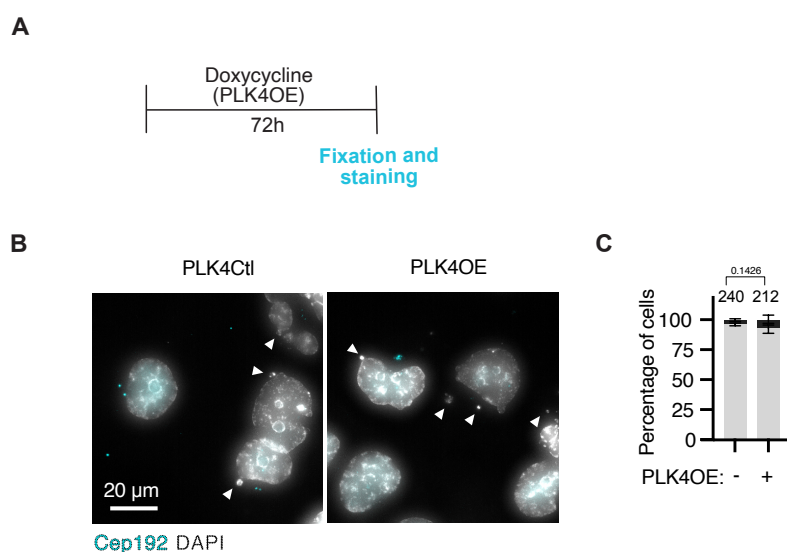 A
Doxycycline
(PLK4OE)
72h
Fixation and
staining
B
PLK4Ctl
PLK4OE
20 µm
Cep192 DAPI
C
0.1426
240 212
Percentage of cells
100
75
50
25
0
PLK4OE: - +